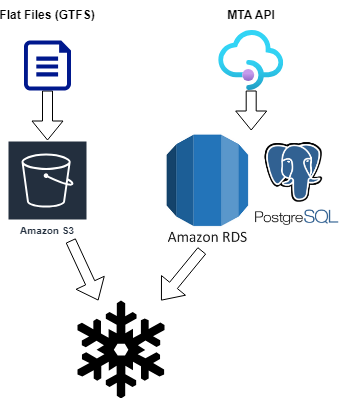 Flat Files (GTFS)
MTA API
Amazon S3
Amazon RDS
PostgreSQL